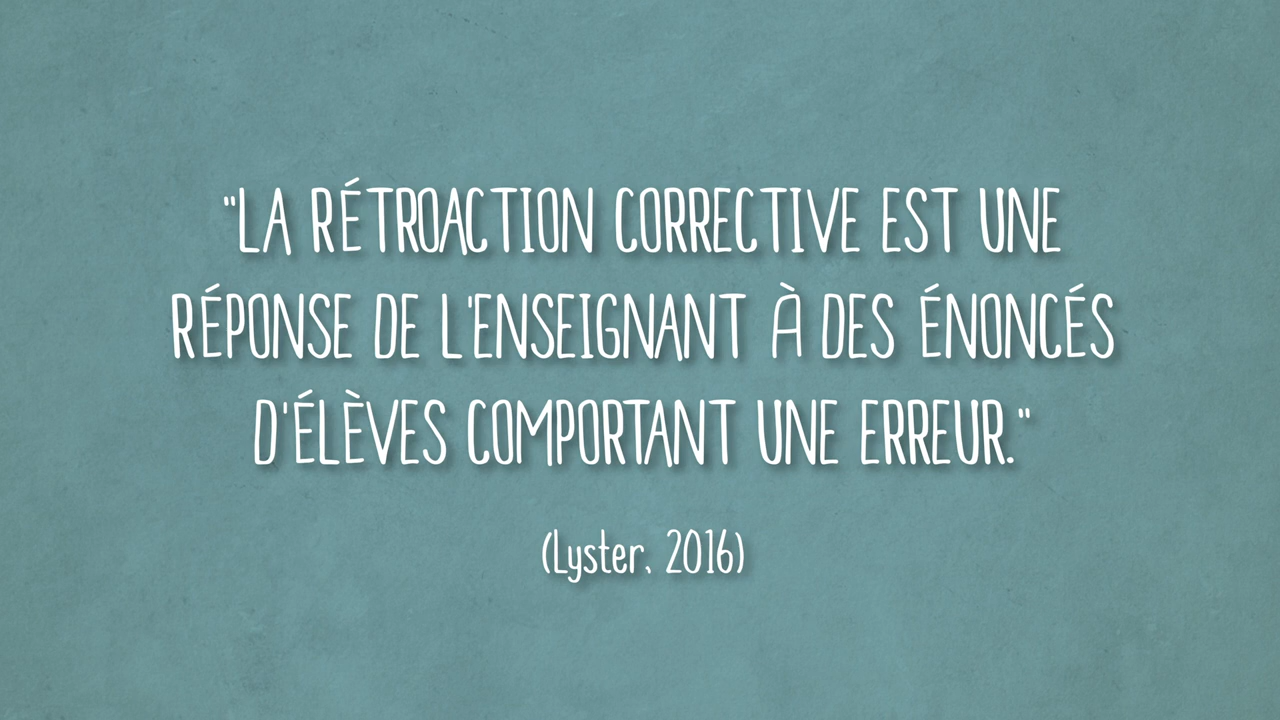 "LA RÉTROACTION CORRECTIVE EST UNE
RÉPONSE DE L'ENSEIGNANT À DES ÉNONCÉS
D'ÉLÈVES COMPORTANT UNE ERREUR."
(Lyster, 2016)